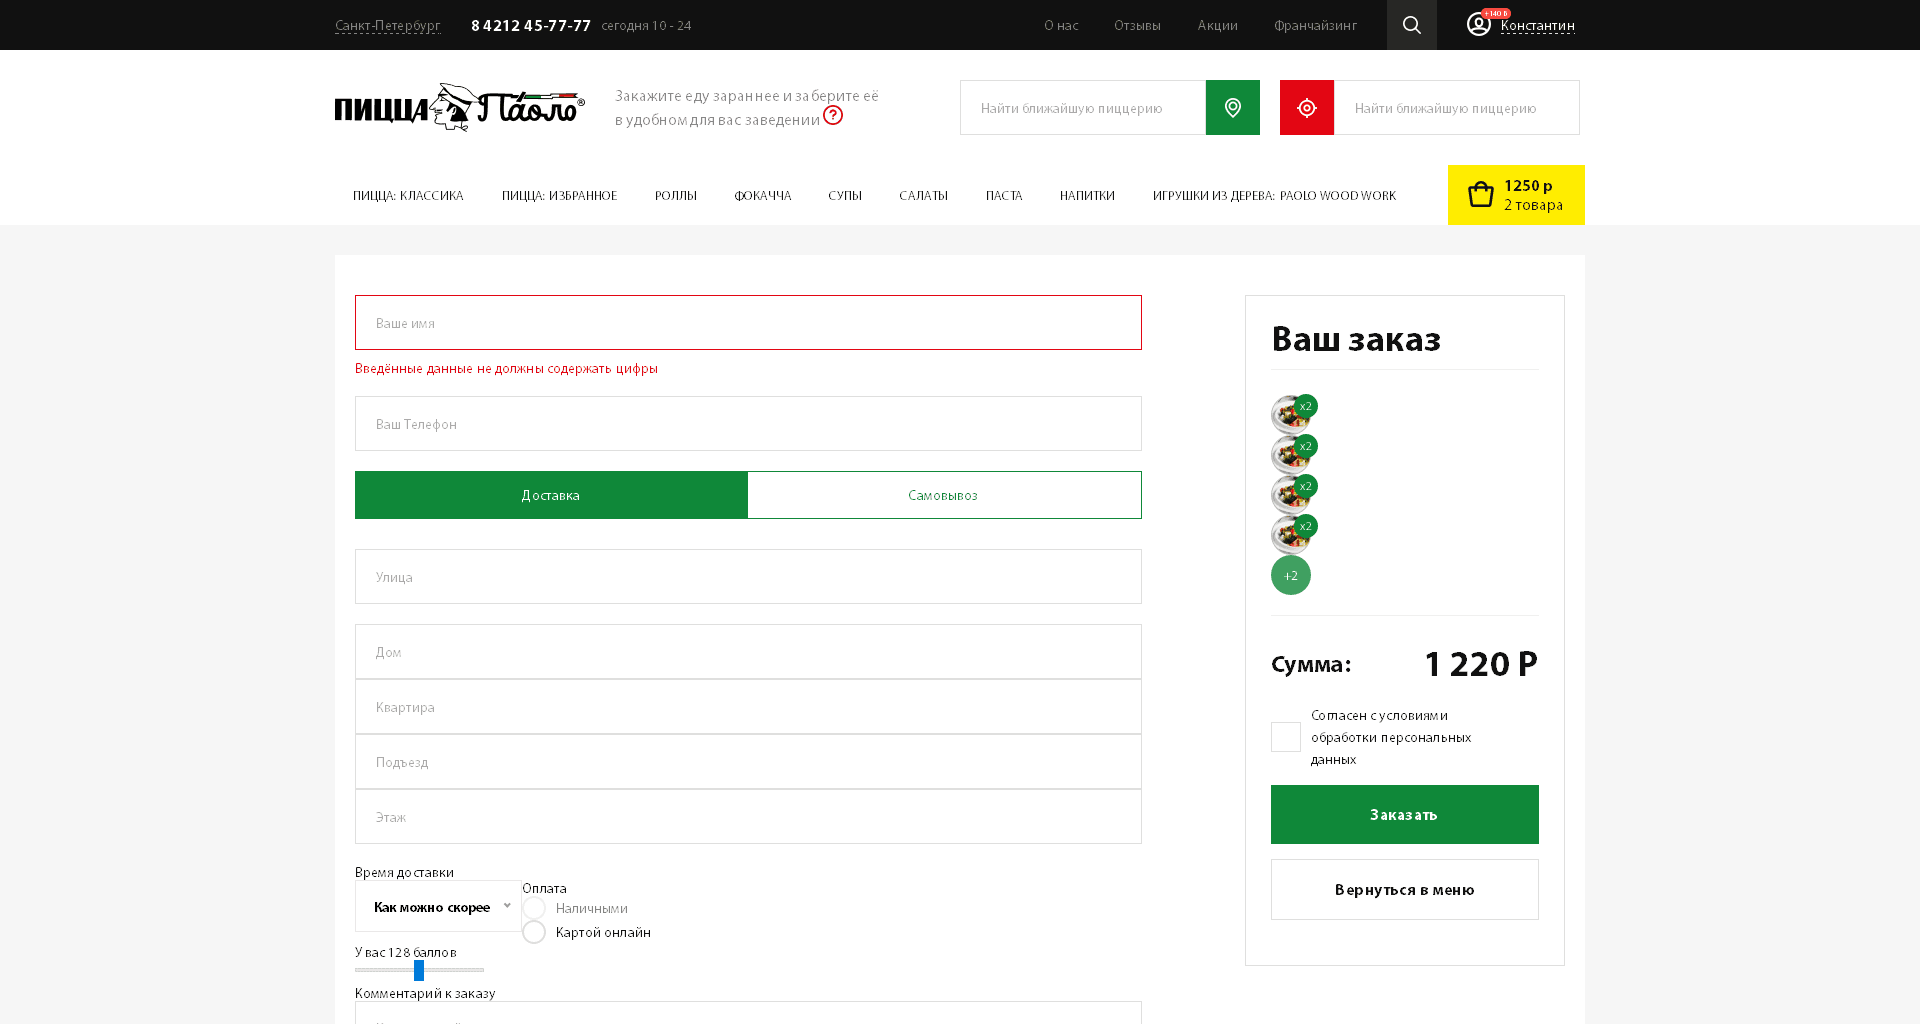 Санкт-Петербург
8 4212 45-77-77 сегодня 10 - 24
О нас
Отзывы
Акции
Франчайзинг
Константин
ПИЦЦА Паоло®
Закажите еду зараннее и заберите её
в удобном для вас заведении ?
Найти ближайшую пиццерию
Найти ближайшую пиццерию
ПИЦЦА: КЛАССИКА
ПИЦЦА: ИЗБРАННОЕ
РОЛЛЫ
ФОКАЧЧА
СУПЫ
САЛАТЫ
ПАСТА
НАПИТКИ
ИГРУШКИ ИЗ ДЕРЕВА: PAOLO WOOD WORK
1250 р
2 товара
Ваше имя
Введённые данные не должны содержать цифры
Ваш Телефон
Доставка
Самовывоз
Улица
Дом
Квартира
Подъезд
Этаж
Время доставки
Как можно скорее
Оплата
Наличными
Картой онлайн
У вас 128 баллов
Комментарий к заказу
Ваш заказ
x2
x2
x2
x2
+2
Сумма: 1 220 Р
Согласен с условиями
обработки персональных
данных
Заказать
Вернуться в меню